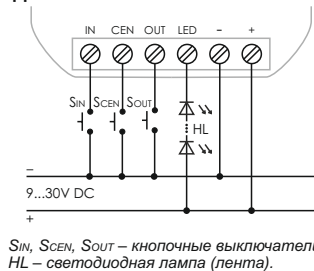 IN CEN OUT LED – +
SIN SCEN SOUT
HL
–
9...30V DC
+
SIN, SCEN, SOUT – кнопочные выключатели
HL – светодиодная лампа (лента).